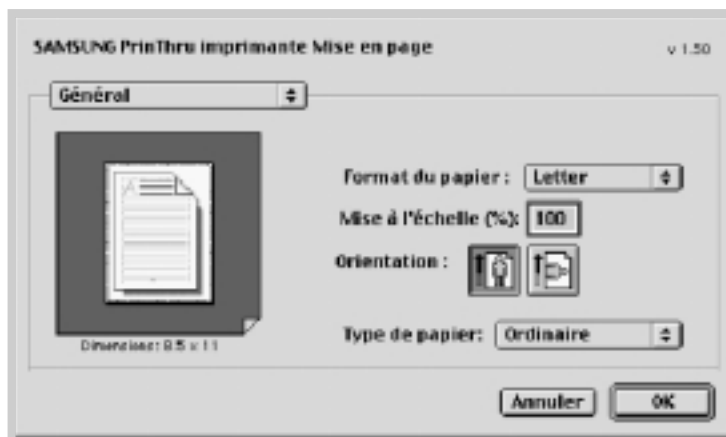 SAMSUNG PrinThru imprimante Mise en page
v 1.50
Général
Format du papier : Letter
Mise à l'échelle (%): 100
Orientation :
Dimensions: 8.5 x 11
Type de papier: Ordinaire
Annuler
OK